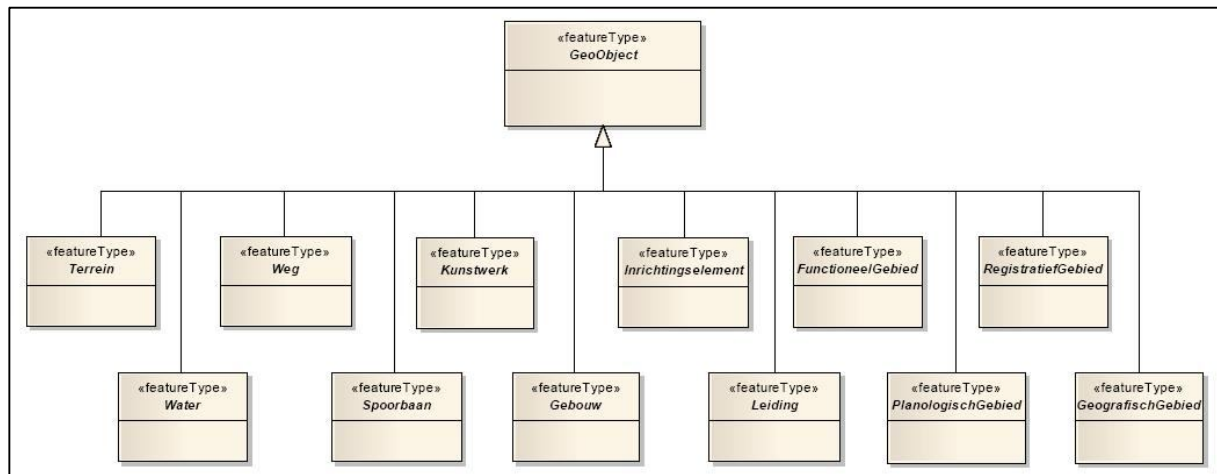 «featureType»
GeoObject
«featureType»
Terrein
«featureType»
Weg
«featureType»
Kunstwerk
«featureType»
Inrichtingselement
«featureType»
FunctioneelGebied
«featureType»
RegistratiefGebied
«featureType»
Water
«featureType»
Spoorbaan
«featureType»
Gebouw
«featureType»
Leiding
«featureType»
PlanologischGebied
«featureType»
GeografischGebied